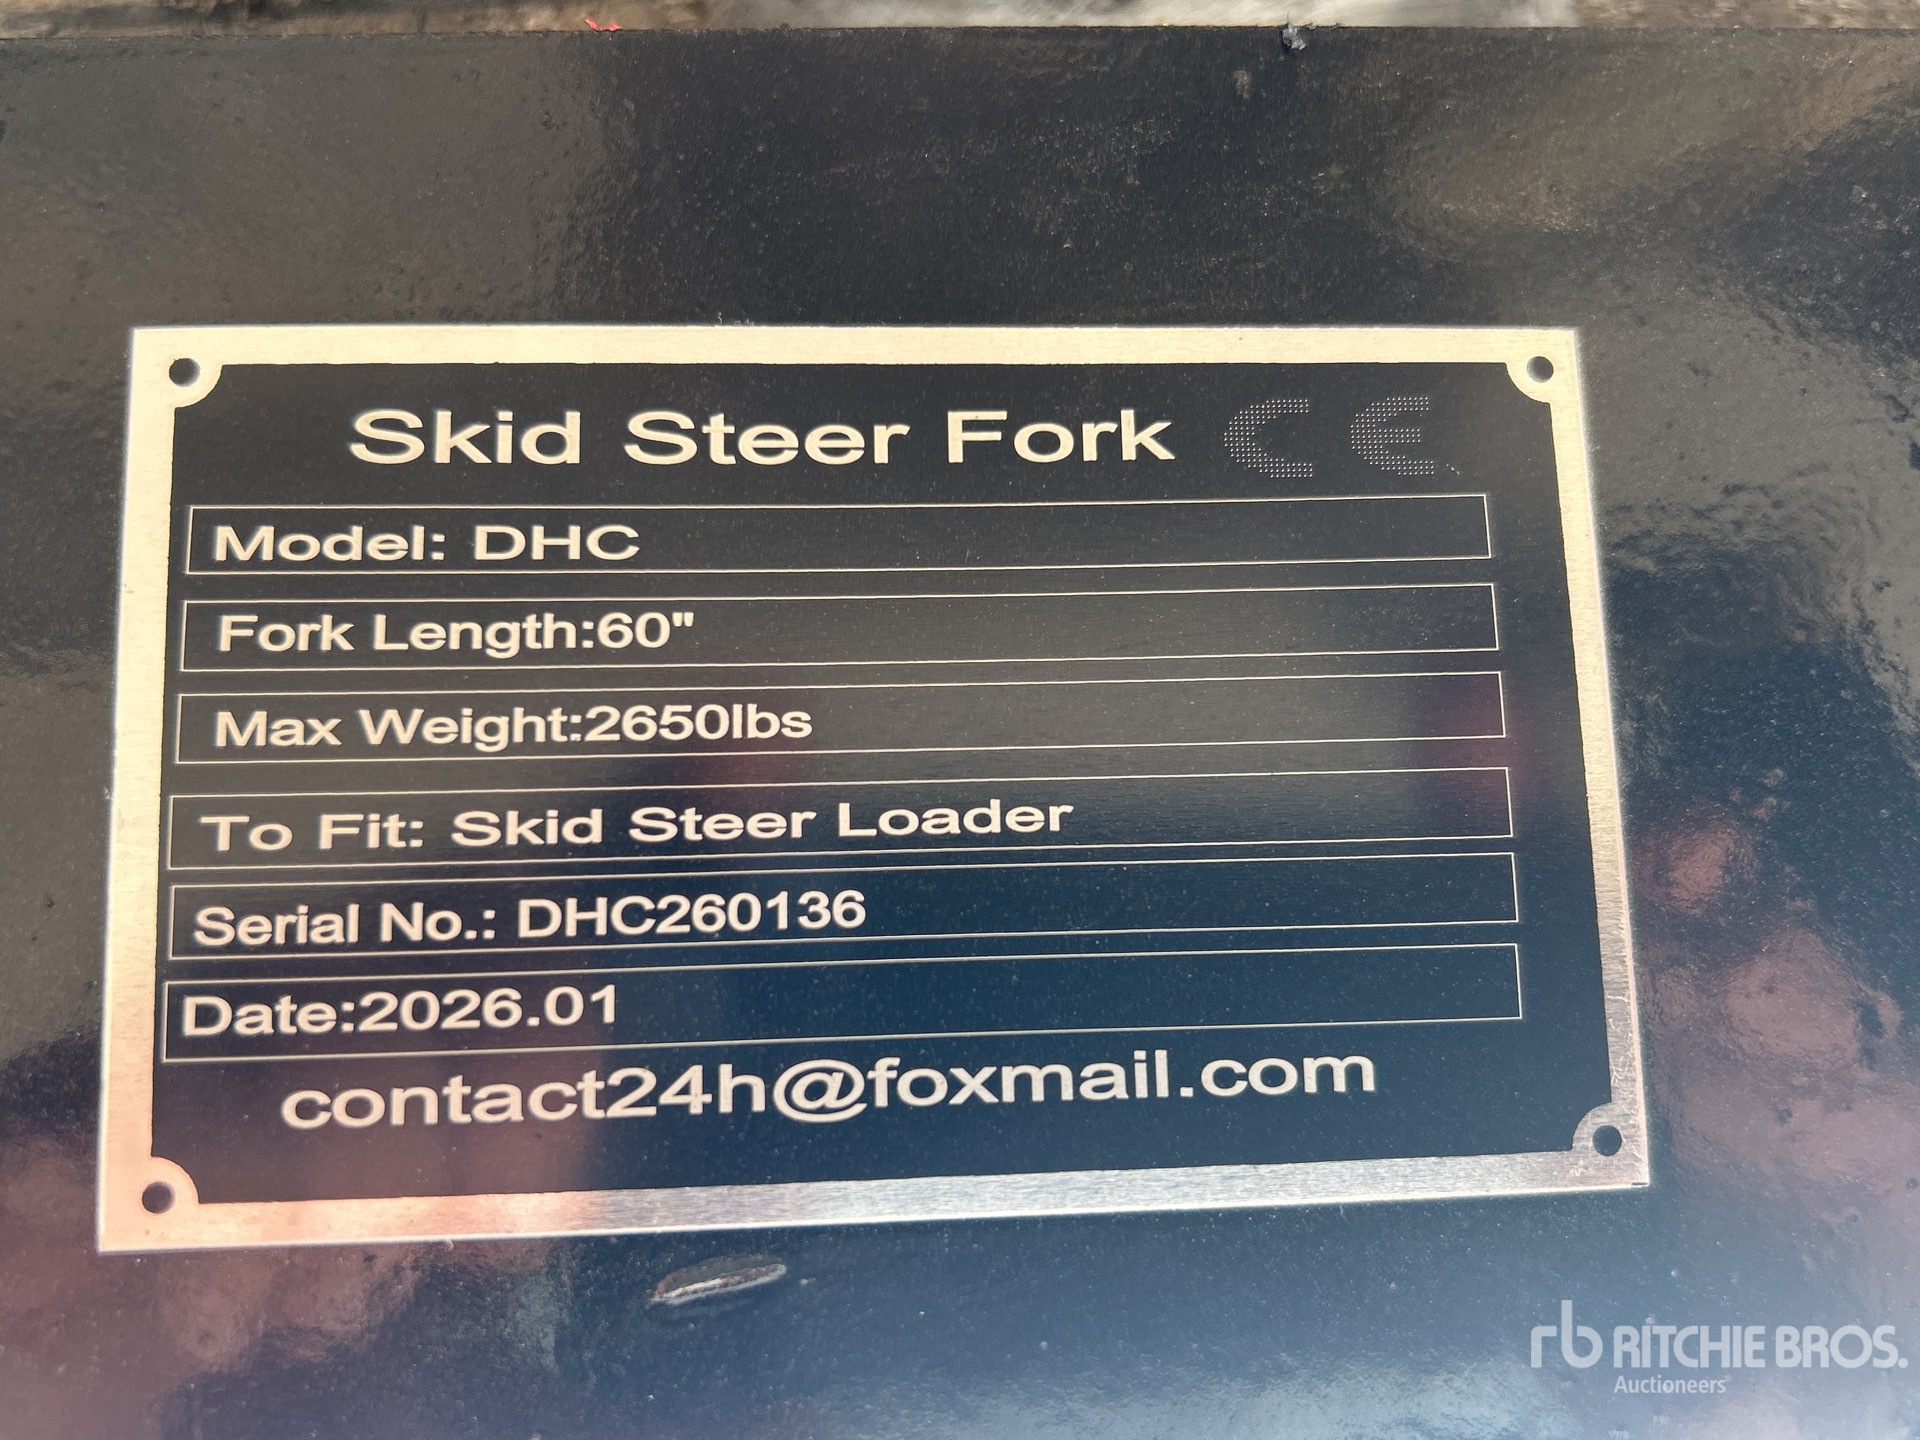 Skid Steer Fork CE
Model: DHC
Fork Length:60"
Max Weight:2650lbs
To Fit: Skid Steer Loader
Serial No.: DHC260136
Date:2026.01
contact24h@foxmail.com
rb RITCHIE BROS.
Auctioneers